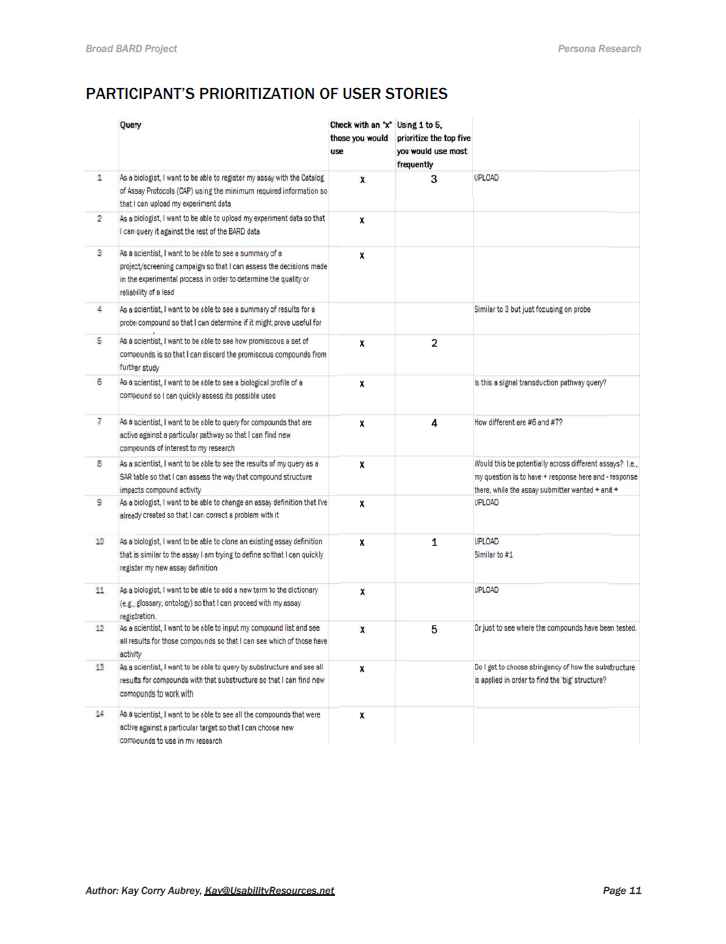 Broad BARD Project Persona Research
PARTICIPANT'S PRIORITIZATION OF USER STORIES
Query Check with an "x" Using 1 to 5,
those you would prioritize the top five
use you would use most
frequently
1 As a biologist, I want to be able to register my assay with the Catalog x 3 UPLOAD
of Assay Protocols (CAP) using the minimum required information so
that I can upload my experiment data
2 As a biologist, I want to be able to upload my experiment data so that x
I can query it against the rest of the BARD data
3 As a scientist, I want to be able to see a summary of a x
project/screening campaign so that I can assess the decisions made
in the experimental process in order to determine the quality or
reliability of a lead
4 As a scientist, I want to be able to see a summary of results for a Similar to 3 but just focusing on probe
probe compound so that I can determine if it might prove useful for
5 As a scientist, I want to be able to see how promiscuous a set of x 2
compounds is so that I can discard the promiscuous compounds from
further study
6 As a scientist, I want to be able to see a biological profile of a x Is this a signal transduction pathway query?
compound so I can quickly assess its possible uses
7 As a scientist, I want to be able to query for compounds that are x 4 How different are #6 and #7?
active against a particular pathway so that I can find new
compounds of interest to my research
8 As a scientist, I want to be able to see the results of my query as a x Would this be potentially across different assays? I.e.,
SAR table so that I can assess the way that compound structure my question is to have + response here and - response
impacts compound activity there, while the assay submitter wanted + and +
9 As a biologist, I want to be able to change an assay definition that I've x UPLOAD
already created so that I can correct a problem with it
10 As a biologist, I want to be able to clone an existing assay definition x 1 UPLOAD
that is similar to the assay I am trying to define so that I can quickly Similar to #1
register my new assay definition
11 As a biologist, I want to be able to add a new term to the dictionary x UPLOAD
(e.g., glossary, ontology) so that I can proceed with my assay
registration.
12 As a scientist, I want to be able to input my compound list and see x 5 Or just to see where the compounds have been tested.
all results for those compounds so that I can see which of those have
activity
13 As a scientist, I want to be able to query by substructure and see all x Do I get to choose stringency of how the substructure
results for compounds with that substructure so that I can find new is applied in order to find the 'big' structure?
comopunds to work with
14 As a scientist, I want to be able to see all the compounds that were x
active against a particular target so that I can choose new
compounds to use in my research
Author: Kay Corry Aubrey, Kay@UsabilityResources.net Page 11